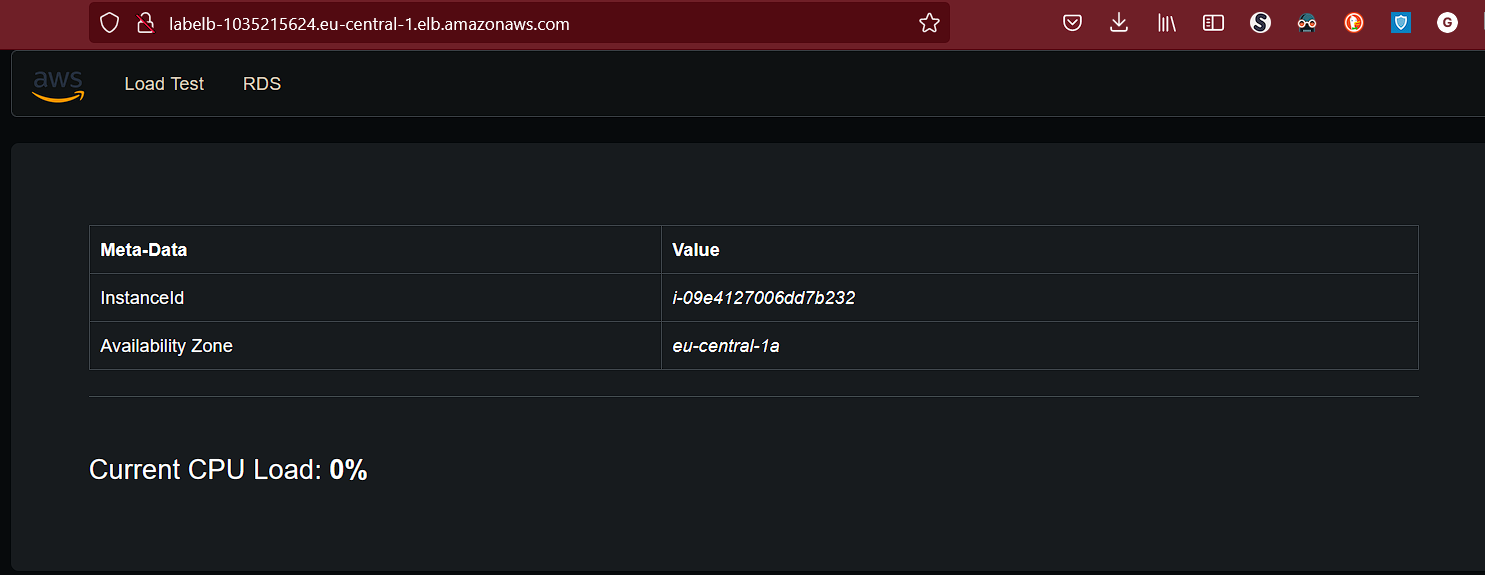 labelb-1035215624.eu-central-1.elb.amazonaws.com
S
G
aws Load Test RDS
Meta-Data Value
InstanceId i-09e4127006dd7b232
Availability Zone eu-central-1a
Current CPU Load: 0%